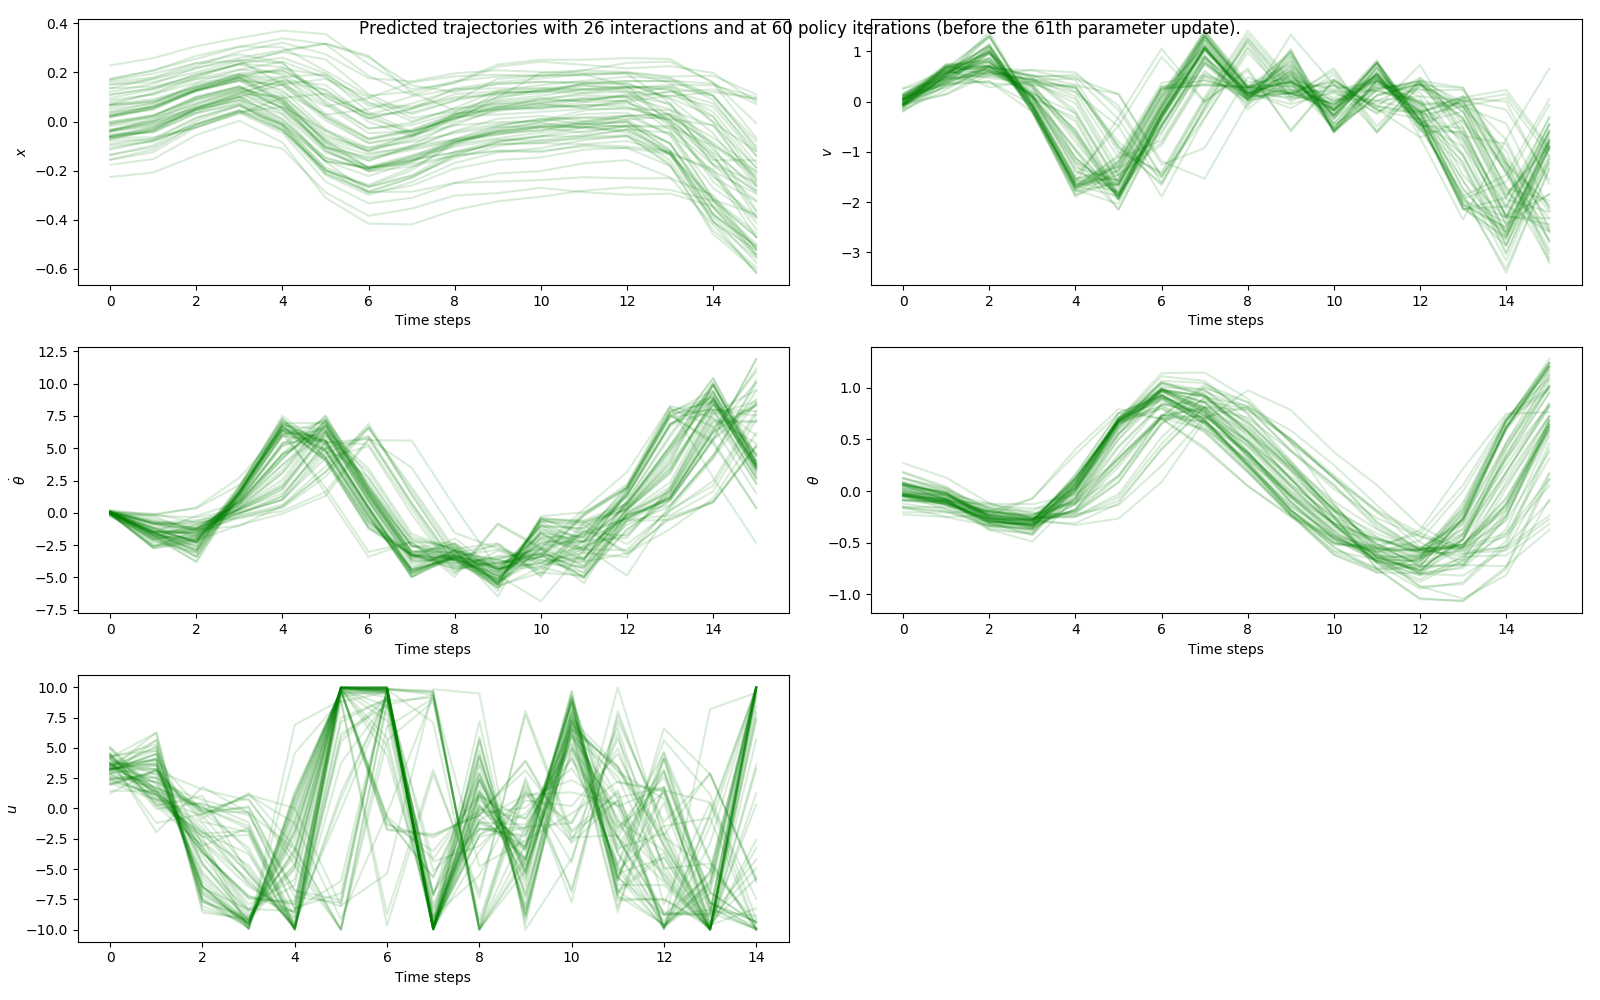 Predicted trajectories with 26 interactions and at 60 policy iterations (before the 61th parameter update).
0.4
0.2
0.0
−0.2
−0.4
−0.6
x
0 2 4 6 8 10 12 14
Time steps
1
0
−1
−2
−3
v
0 2 4 6 8 10 12 14
Time steps
12.5
10.0
7.5
5.0
2.5
0.0
−2.5
−5.0
−7.5
θ̇
0 2 4 6 8 10 12 14
Time steps
1.0
0.5
0.0
−0.5
−1.0
θ
0 2 4 6 8 10 12 14
Time steps
10.0
7.5
5.0
2.5
0.0
−2.5
−5.0
−7.5
−10.0
u
0 2 4 6 8 10 12 14
Time steps